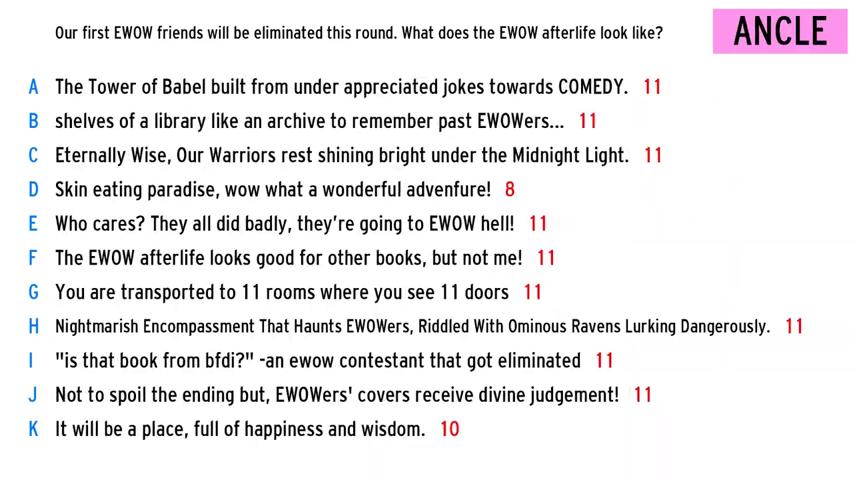 Our first EWOW friends will be eliminated this round. What does the EWOW afterlife look like?
ANCLE
A The Tower of Babel built from under appreciated jokes towards COMEDY. 11
B shelves of a library like an archive to remember past EWOWers... 11
C Eternally Wise, Our Warriors rest shining bright under the Midnight Light. 11
D Skin eating paradise, wow what a wonderful advenfure! 8
E Who cares? They all did badly, they're going to EWOW hell! 11
F The EWOW afterlife looks good for other books, but not me! 11
G You are transported to 11 rooms where you see 11 doors 11
H Nightmarish Encompassment That Haunts EWOWers, Riddled With Ominous Ravens Lurking Dangerously. 11
I "is that book from bfdi?" -an ewow contestant that got eliminated 11
J Not to spoil the ending but, EWOWers' covers receive divine judgement! 11
K It will be a place, full of happiness and wisdom. 10